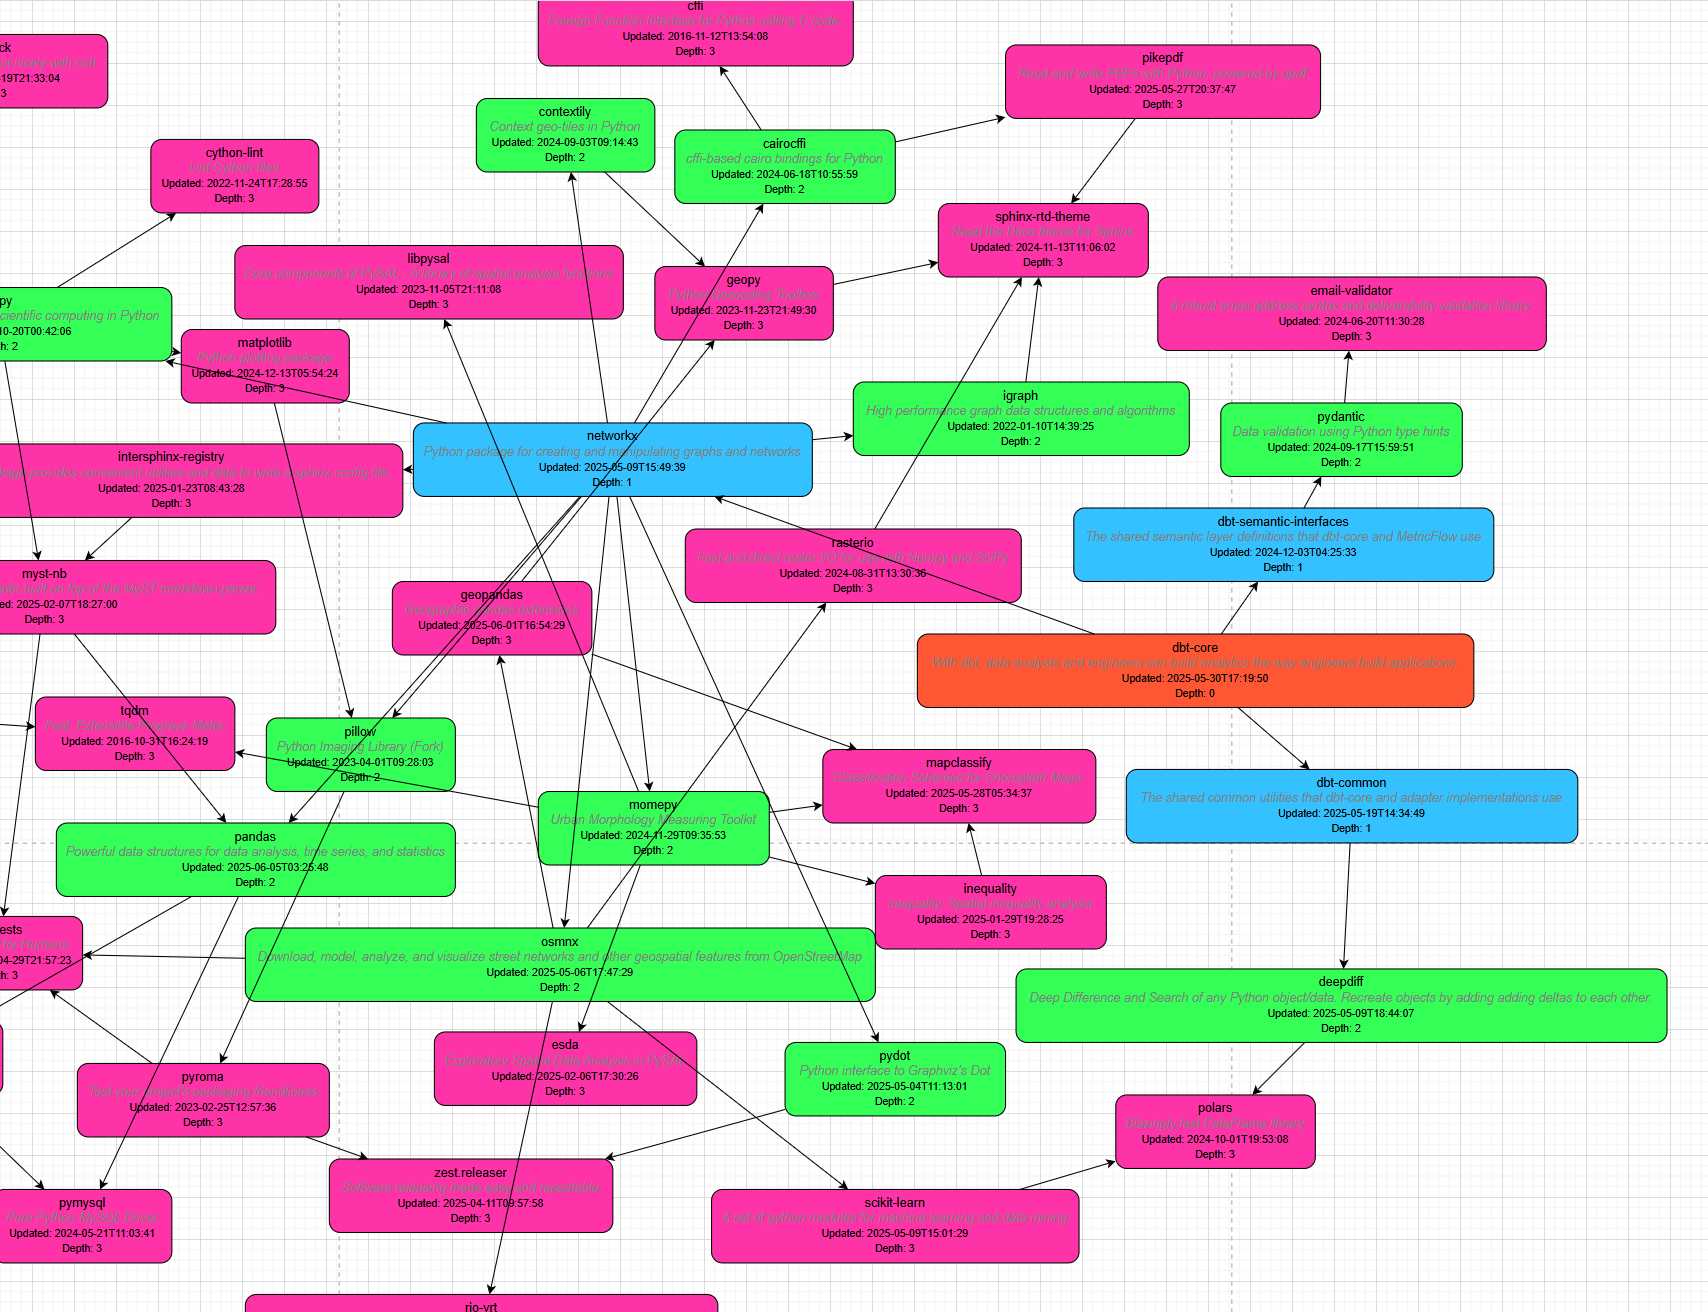 cffi
Foreign Function Interface for Python calling C code.
Updated: 2016-11-12T13:54:08
Depth: 3
ck
ut nicely with rich
-19T21:33:04
3
pikepdf
Read and write PDFs with Python, powered by qpdf
Updated: 2025-05-27T20:37:47
Depth: 3
contextily
Context geo-tiles in Python
Updated: 2024-09-03T09:14:43
Depth: 2
cairocffi
cffi-based cairo bindings for Python
Updated: 2024-06-18T10:55:59
Depth: 2
cython-lint
Lint Cython files
Updated: 2022-11-24T17:28:55
Depth: 3
sphinx-rtd-theme
Read the Docs theme for Sphinx
Updated: 2024-11-13T11:06:02
Depth: 3
libpysal
Core components of PySAL - A library of spatial analysis functions
Updated: 2023-11-05T21:11:08
Depth: 3
geopy
Python Geocoding Toolbox
Updated: 2023-11-23T21:49:30
Depth: 3
email-validator
A robust email address syntax and deliverability validation library.
Updated: 2024-06-20T11:30:28
Depth: 3
py
cientific computing in Python
10-20T00:42:06
h: 2
matplotlib
Python plotting package
Updated: 2024-12-13T05:54:24
Depth: 3
igraph
High performance graph data structures and algorithms
Updated: 2022-01-10T14:39:25
Depth: 2
pydantic
Data validation using Python type hints
Updated: 2024-09-17T15:59:51
Depth: 2
networkx
Python package for creating and manipulating graphs and networks
Updated: 2025-05-09T15:49:39
Depth: 1
intersphinx-registry
provides convenient utilities and data to write a sphinx config file.
Updated: 2025-01-23T08:43:28
Depth: 3
dbt-semantic-interfaces
The shared semantic layer definitions that dbt-core and MetricFlow use
Updated: 2024-12-03T04:25:33
Depth: 1
rasterio
Fast and direct raster I/O for use with Numpy and SciPy
Updated: 2024-08-31T13:30:36
Depth: 3
myst-nb
built on top of the MyST markdown parser.
ed: 2025-02-07T18:27:00
Depth: 3
geopandas
Geographic pandas extensions
Updated: 2025-06-01T16:54:29
Depth: 3
dbt-core
With dbt, data analysts and engineers can build analytics the way engineers build applications.
Updated: 2025-05-30T17:19:50
Depth: 0
tqdm
Fast, Extensible Progress Meter
Updated: 2016-10-31T16:24:19
Depth: 3
pillow
Python Imaging Library (Fork)
Updated: 2023-04-01T09:28:03
Depth: 2
mapclassify
Classification Schemes for Choropleth Maps.
Updated: 2025-05-28T05:34:37
Depth: 3
dbt-common
The shared common utilities that dbt-core and adapter implementations use
Updated: 2025-05-19T14:34:49
Depth: 1
momepy
Urban Morphology Measuring Toolkit
Updated: 2024-11-29T09:35:53
Depth: 2
pandas
Powerful data structures for data analysis, time series, and statistics
Updated: 2025-06-05T03:25:48
Depth: 2
inequality
Inequality: Spatial inequality analysis
Updated: 2025-01-29T19:28:25
Depth: 3
ests
for Humans.
04-29T21:57:23
h: 3
osmnx
Download, model, analyze, and visualize street networks and other geospatial features from OpenStreetMap
Updated: 2025-05-06T17:47:29
Depth: 2
deepdiff
Deep Difference and Search of any Python object/data. Recreate objects by adding adding deltas to each other.
Updated: 2025-05-09T18:44:07
Depth: 2
esda
Exploratory Spatial Data Analysis in PySAL
Updated: 2025-02-06T17:30:26
Depth: 3
pydot
Python interface to Graphviz's Dot
Updated: 2025-05-04T11:13:01
Depth: 2
pyroma
Test your project's packaging friendliness
Updated: 2023-02-25T12:57:36
Depth: 3
polars
Blazingly fast DataFrame library
Updated: 2024-10-01T19:53:08
Depth: 3
zest.releaser
Software releasing made easy and repeatable
Updated: 2025-04-11T09:57:58
Depth: 3
pymysql
Pure Python MySQL Driver
Updated: 2024-05-21T11:03:41
Depth: 3
scikit-learn
A set of python modules for machine learning and data mining
Updated: 2025-05-09T15:01:29
Depth: 3
rio-vrt